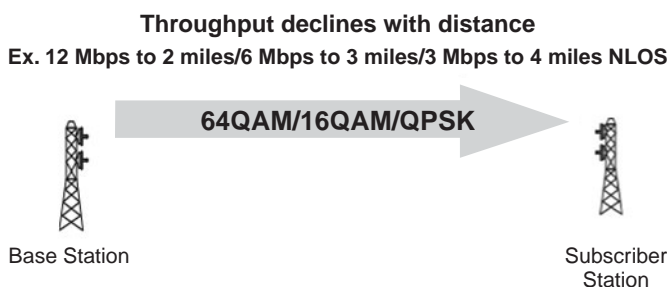 Throughput declines with distance
Ex. 12 Mbps to 2 miles/6 Mbps to 3 miles/3 Mbps to 4 miles NLOS
64QAM/16QAM/QPSK
Base Station
Subscriber
Station